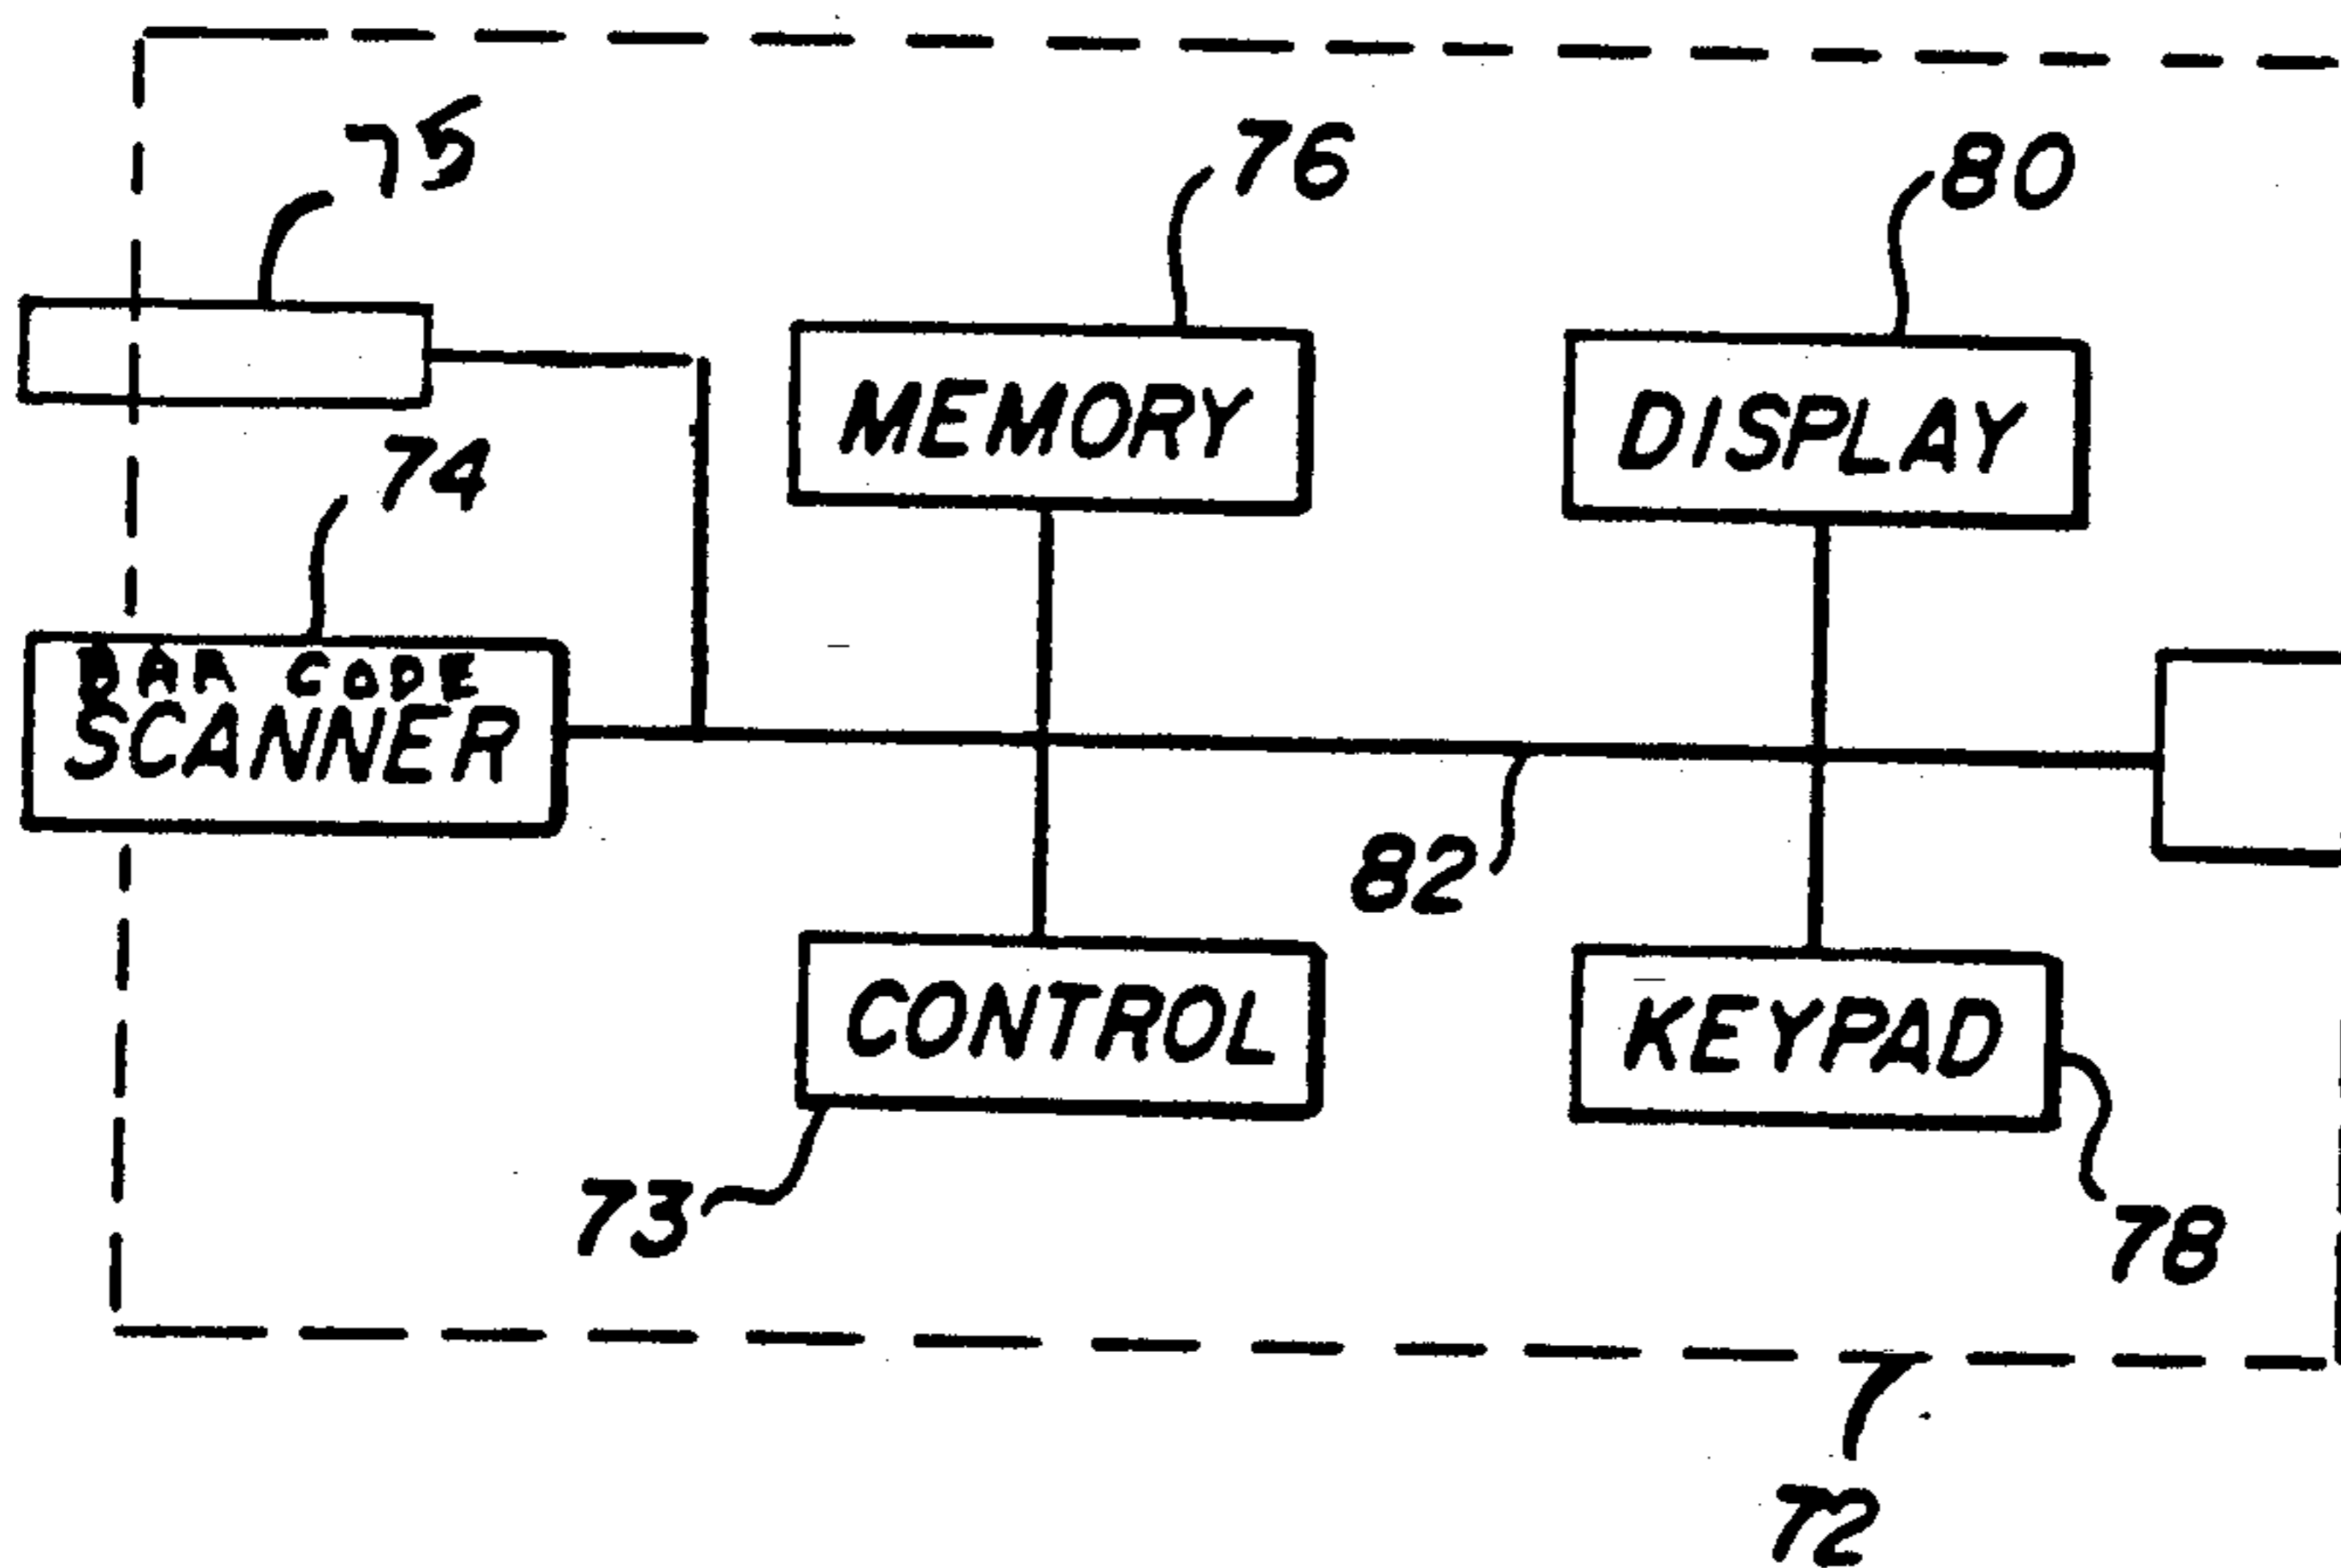 75
76
80
MEMORY
DISPLAY
74
BAR CODE
SCANNER
82
CONTROL
KEYPAD
73
78
72